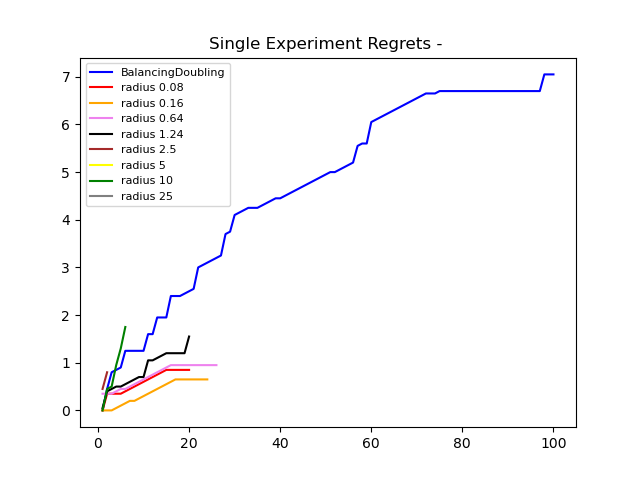 Single Experiment Regrets -
BalancingDoubling
radius 0.08
radius 0.16
radius 0.64
radius 1.24
radius 2.5
radius 5
radius 10
radius 25
7
6
5
4
3
2
1
0
0 20 40 60 80 100